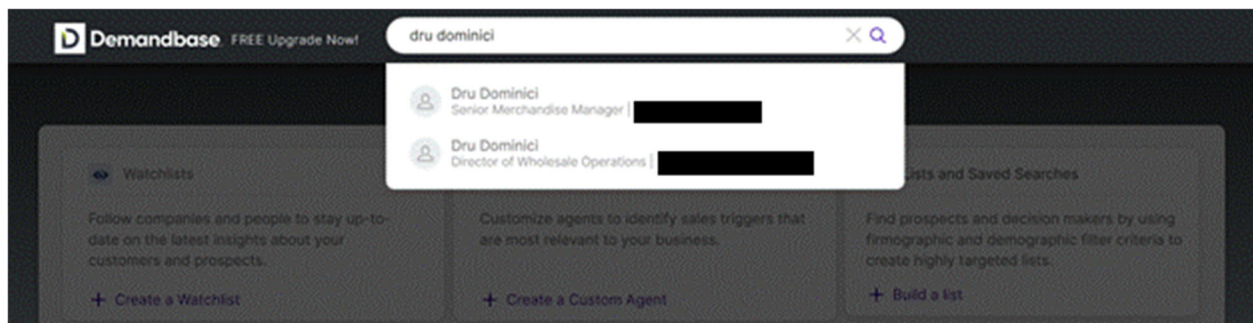 Demandbase FREE Upgrade Now!
dru dominici
Dru Dominici
Senior Merchandise Manager |
Dru Dominici
Director of Wholesale Operations |
Watchlists
Follow companies and people to stay up-to-
date on the latest insights about your
customers and prospects.
+ Create a Watchlist
Customize agents to identify sales triggers that
are most relevant to your business.
+ Create a Custom Agent
Lists and Saved Searches
Find prospects and decision makers by using
firmographic and demographic filter criteria to
create highly targeted lists.
+ Build a list